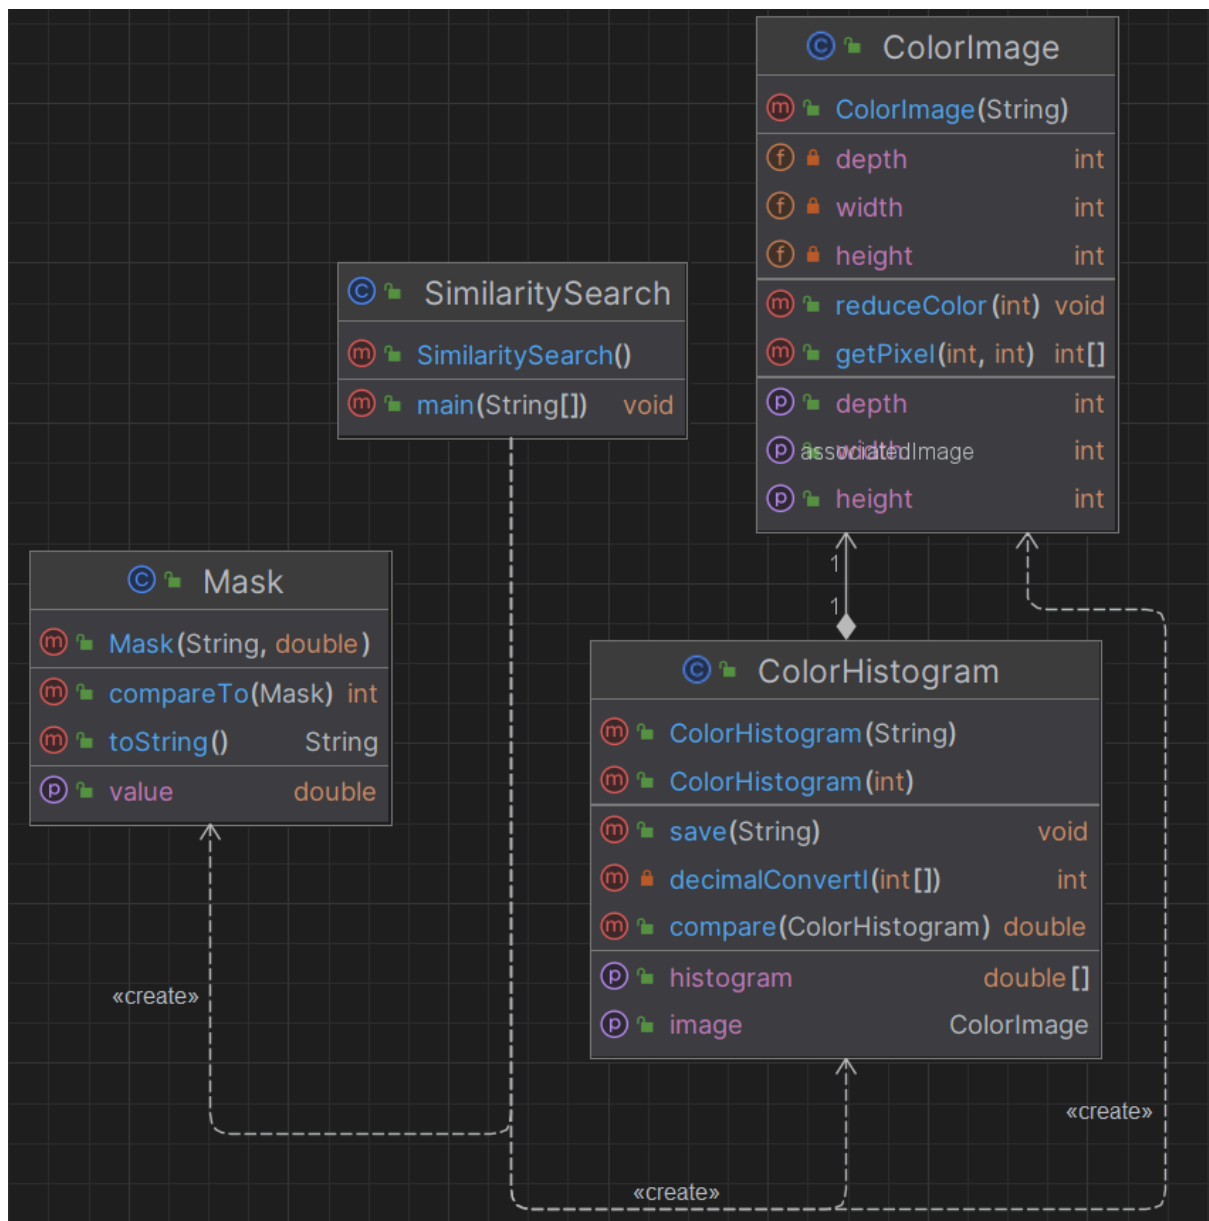 ColorImage
ColorImage(String)
depth int
width int
height int
reduceColor(int) void
getPixel(int, int) int[]
depth int
width int
associatedImage
height int
SimilaritySearch
SimilaritySearch()
main(String[]) void
Mask
Mask(String, double)
compareTo(Mask) int
toString() String
value double
1
1
ColorHistogram
ColorHistogram(String)
ColorHistogram(int)
save(String) void
decimalConvertI(int[]) int
compare(ColorHistogram) double
histogram double[]
image ColorImage
«create»
«create»
«create»